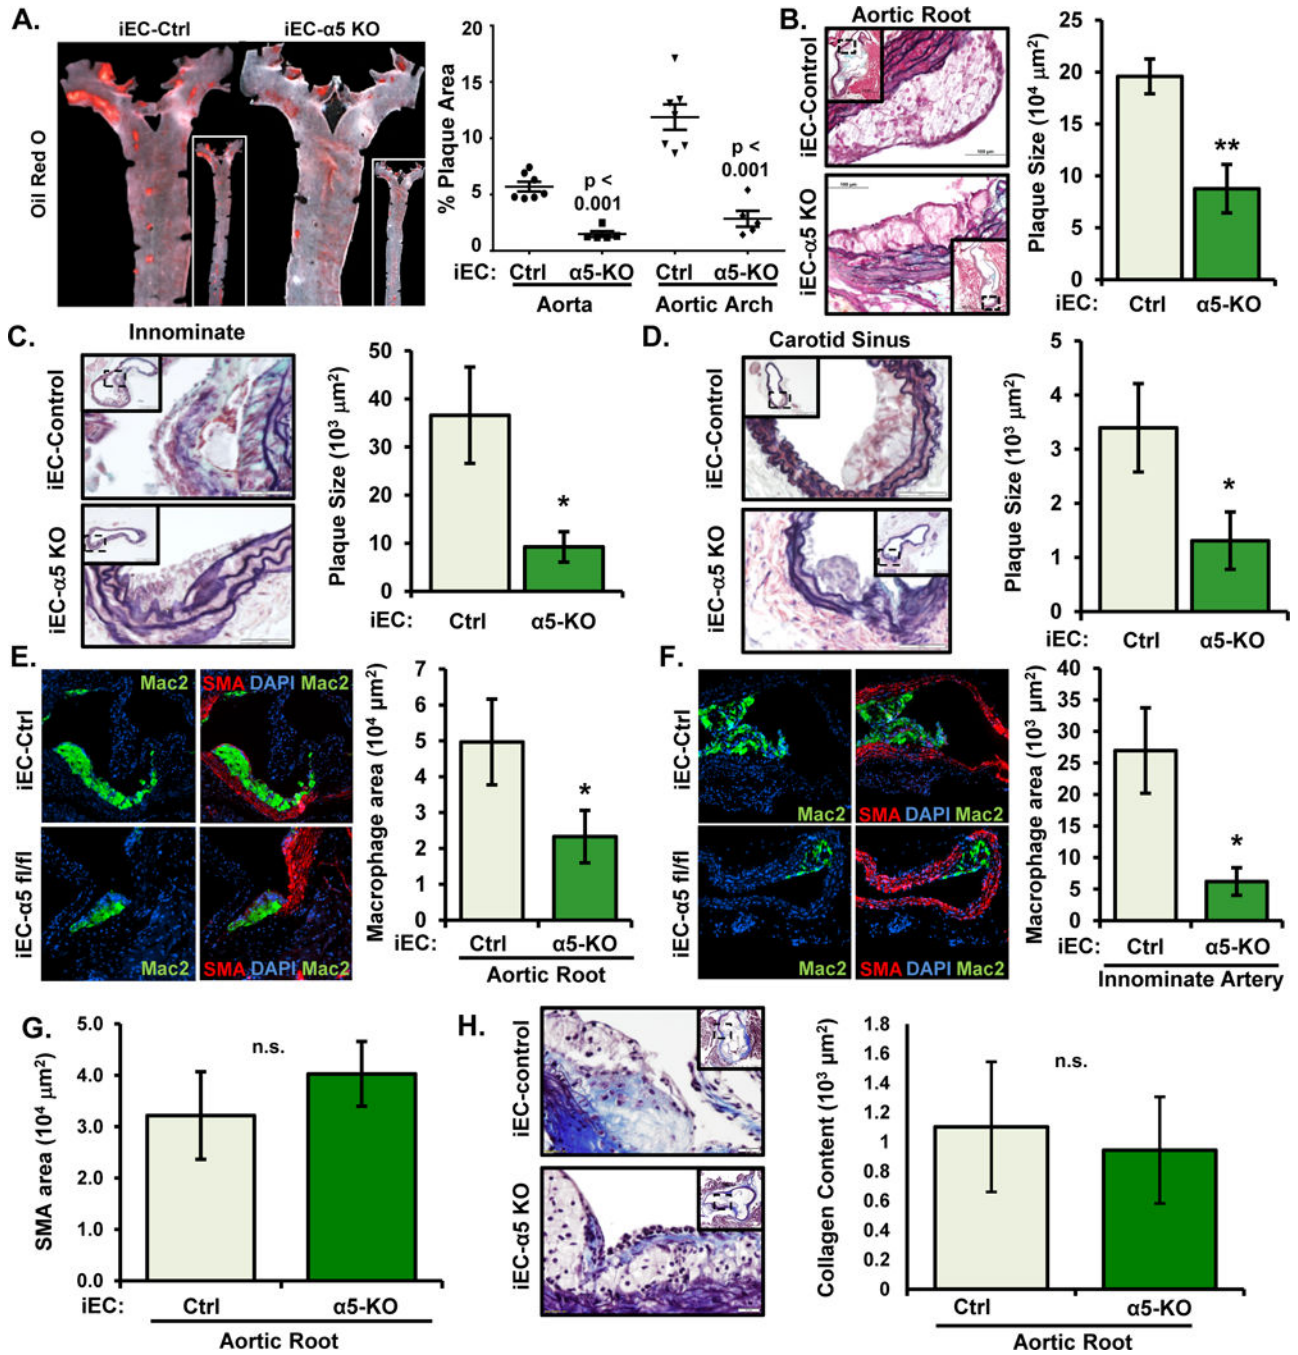 A.
iEC-Ctrl
iEC-α5 KO
Oil Red O
% Plaque Area
20
15
10
5
0
p <
0.001
p <
0.001
iEC:
Ctrl
α5-KO
Ctrl
α5-KO
Aorta
Aortic Arch
B.
Aortic Root
iEC-Control
iEC-α5 KO
100 µm
100 µm
Plaque Size (10⁴ µm²)
25
20
15
10
5
0
**
iEC:
Ctrl
α5-KO
C.
Innominate
iEC-Control
iEC-α5 KO
Plaque Size (10³ µm²)
50
40
30
20
10
0
*
iEC:
Ctrl
α5-KO
D.
Carotid Sinus
iEC-Control
iEC-α5 KO
Plaque Size (10³ µm²)
5
4
3
2
1
0
*
iEC:
Ctrl
α5-KO
E.
iEC-Ctrl
iEC-α5 fl/fl
Mac2
SMA DAPI Mac2
Mac2
SMA DAPI Mac2
Macrophage area (10⁴ µm²)
7
6
5
4
3
2
1
0
*
iEC:
Ctrl
α5-KO
Aortic Root
F.
iEC-Ctrl
iEC-α5 fl/fl
Mac2
SMA DAPI Mac2
Mac2
SMA DAPI Mac2
Macrophage area (10³ µm²)
40
35
30
25
20
15
10
5
0
*
iEC:
Ctrl
α5-KO
Innominate Artery
G.
SMA area (10⁴ µm²)
5.0
4.0
3.0
2.0
1.0
0.0
n.s.
iEC:
Ctrl
α5-KO
Aortic Root
H.
iEC-control
iEC-α5 KO
Collagen Content (10³ µm²)
1.8
1.6
1.4
1.2
1
0.8
0.6
0.4
0.2
0
n.s.
Ctrl
α5-KO
Aortic Root